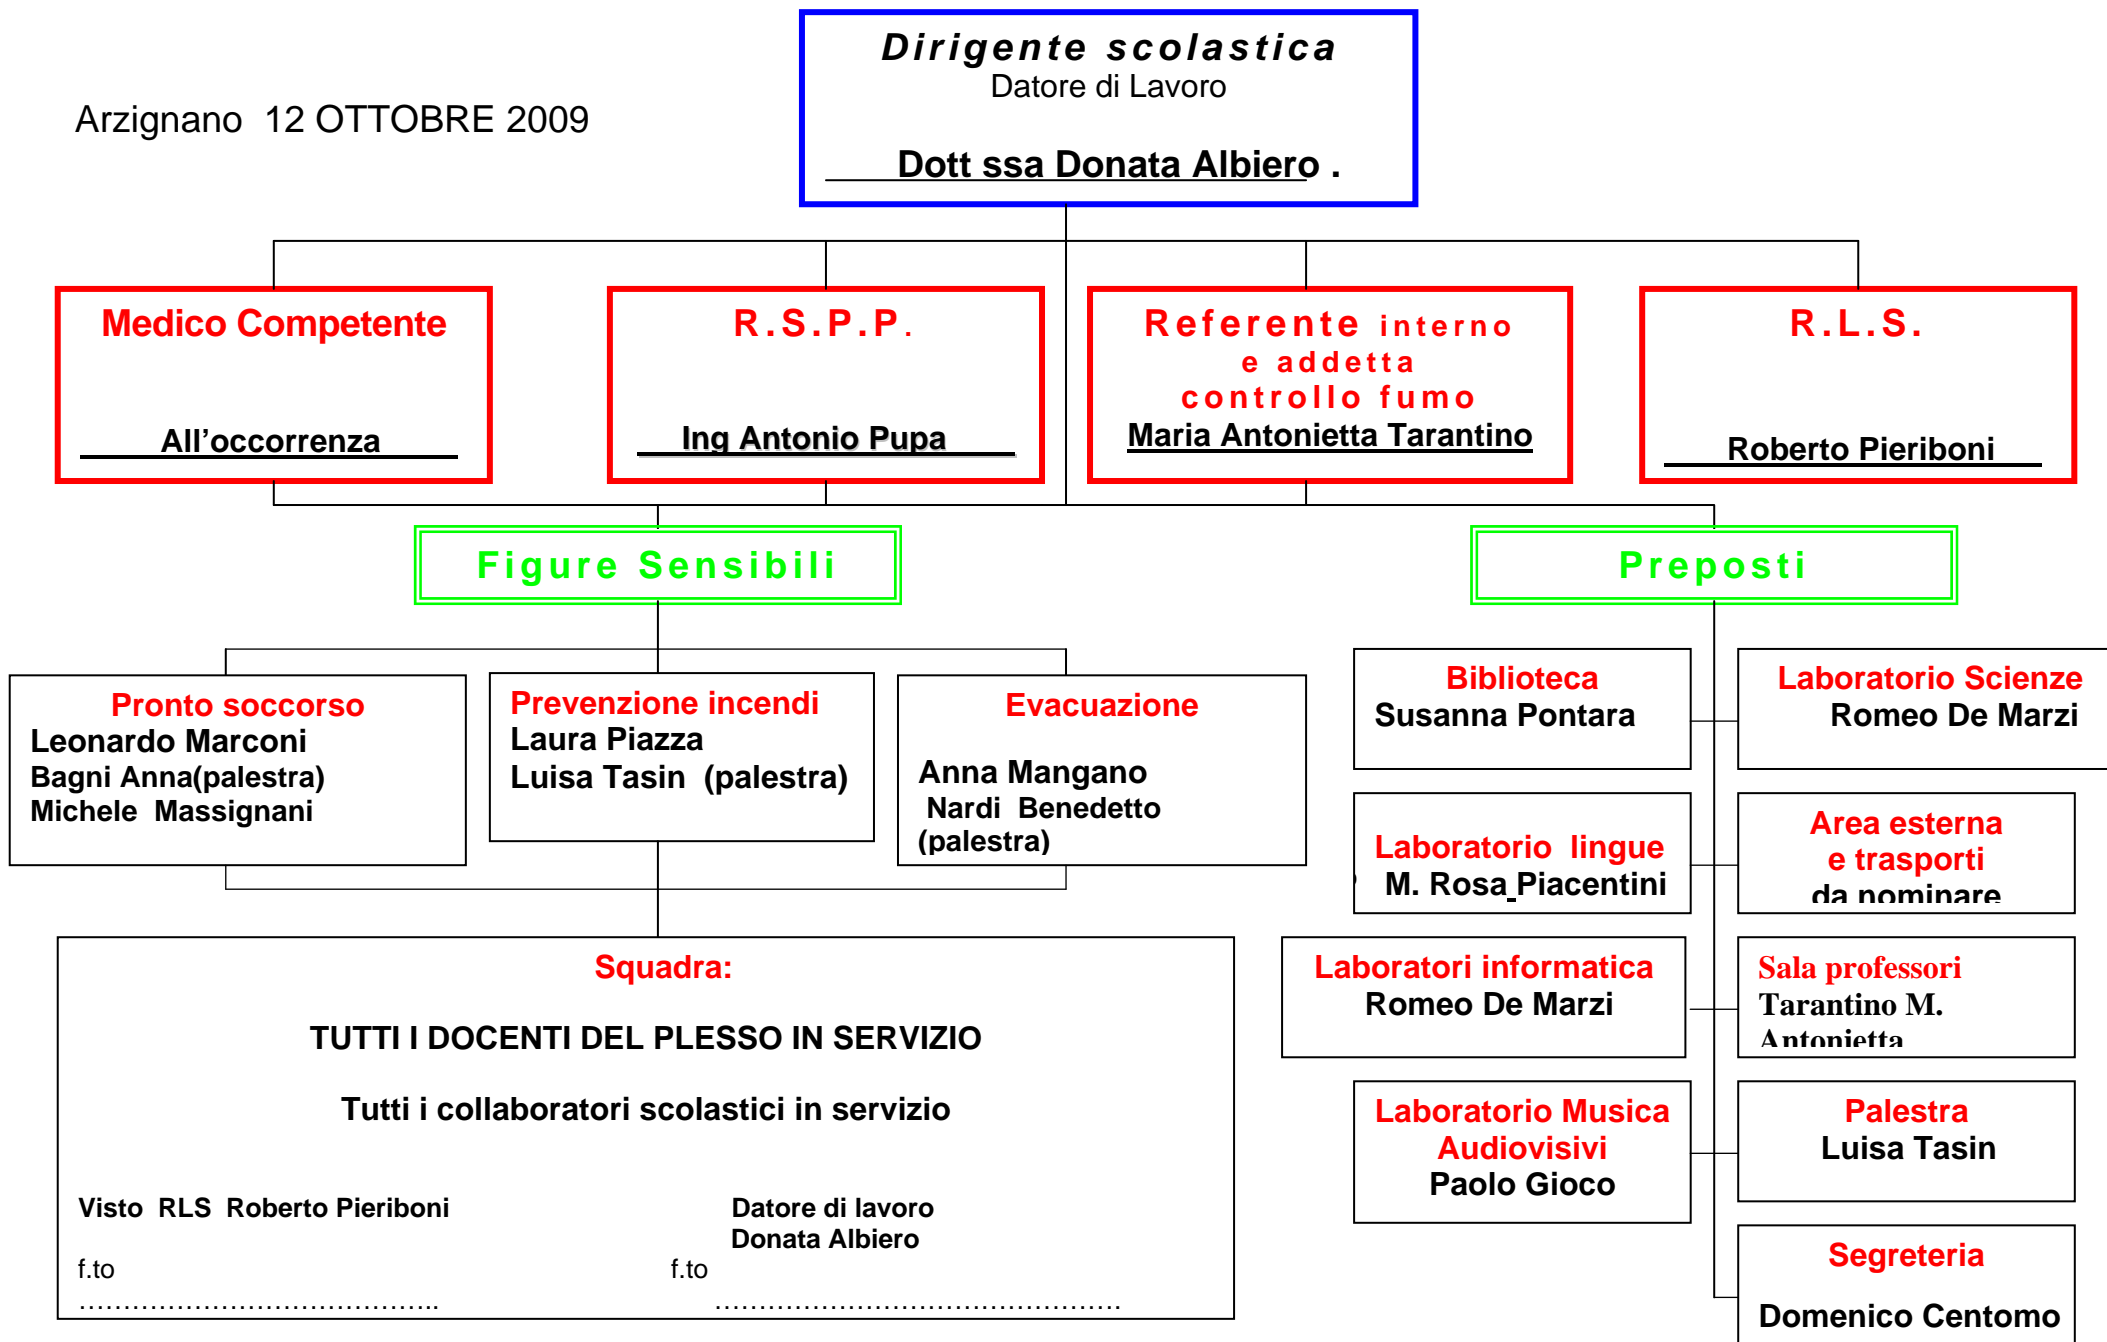 Dirigente scolastica
Datore di Lavoro
Arzignano 12 OTTOBRE 2009
Dott ssa Donata Albiero .
Medico Competente
All'occorrenza
R.S.P.P.
Ing Antonio Pupa
Referente interno
e addetta
controllo fumo
Maria Antonietta Tarantino
R.L.S.
Roberto Pieriboni
Figure Sensibili
Preposti
Pronto soccorso
Leonardo Marconi
Bagni Anna(palestra)
Michele Massignani
Prevenzione incendi
Laura Piazza
Luisa Tasin (palestra)
Evacuazione
Anna Mangano
Nardi Benedetto
(palestra)
Biblioteca
Susanna Pontara
Laboratorio Scienze
Romeo De Marzi
Laboratorio lingue
M. Rosa Piacentini
Area esterna
e trasporti
da nominare
Laboratori informatica
Romeo De Marzi
Sala professori
Tarantino M.
Antonietta
Laboratorio Musica
Audiovisivi
Paolo Gioco
Palestra
Luisa Tasin
Segreteria
Domenico Centomo
Squadra:
TUTTI I DOCENTI DEL PLESSO IN SERVIZIO
Tutti i collaboratori scolastici in servizio
Visto RLS Roberto Pieriboni
Datore di lavoro
Donata Albiero
f.to
f.to
…………………………………..
……………………………………….